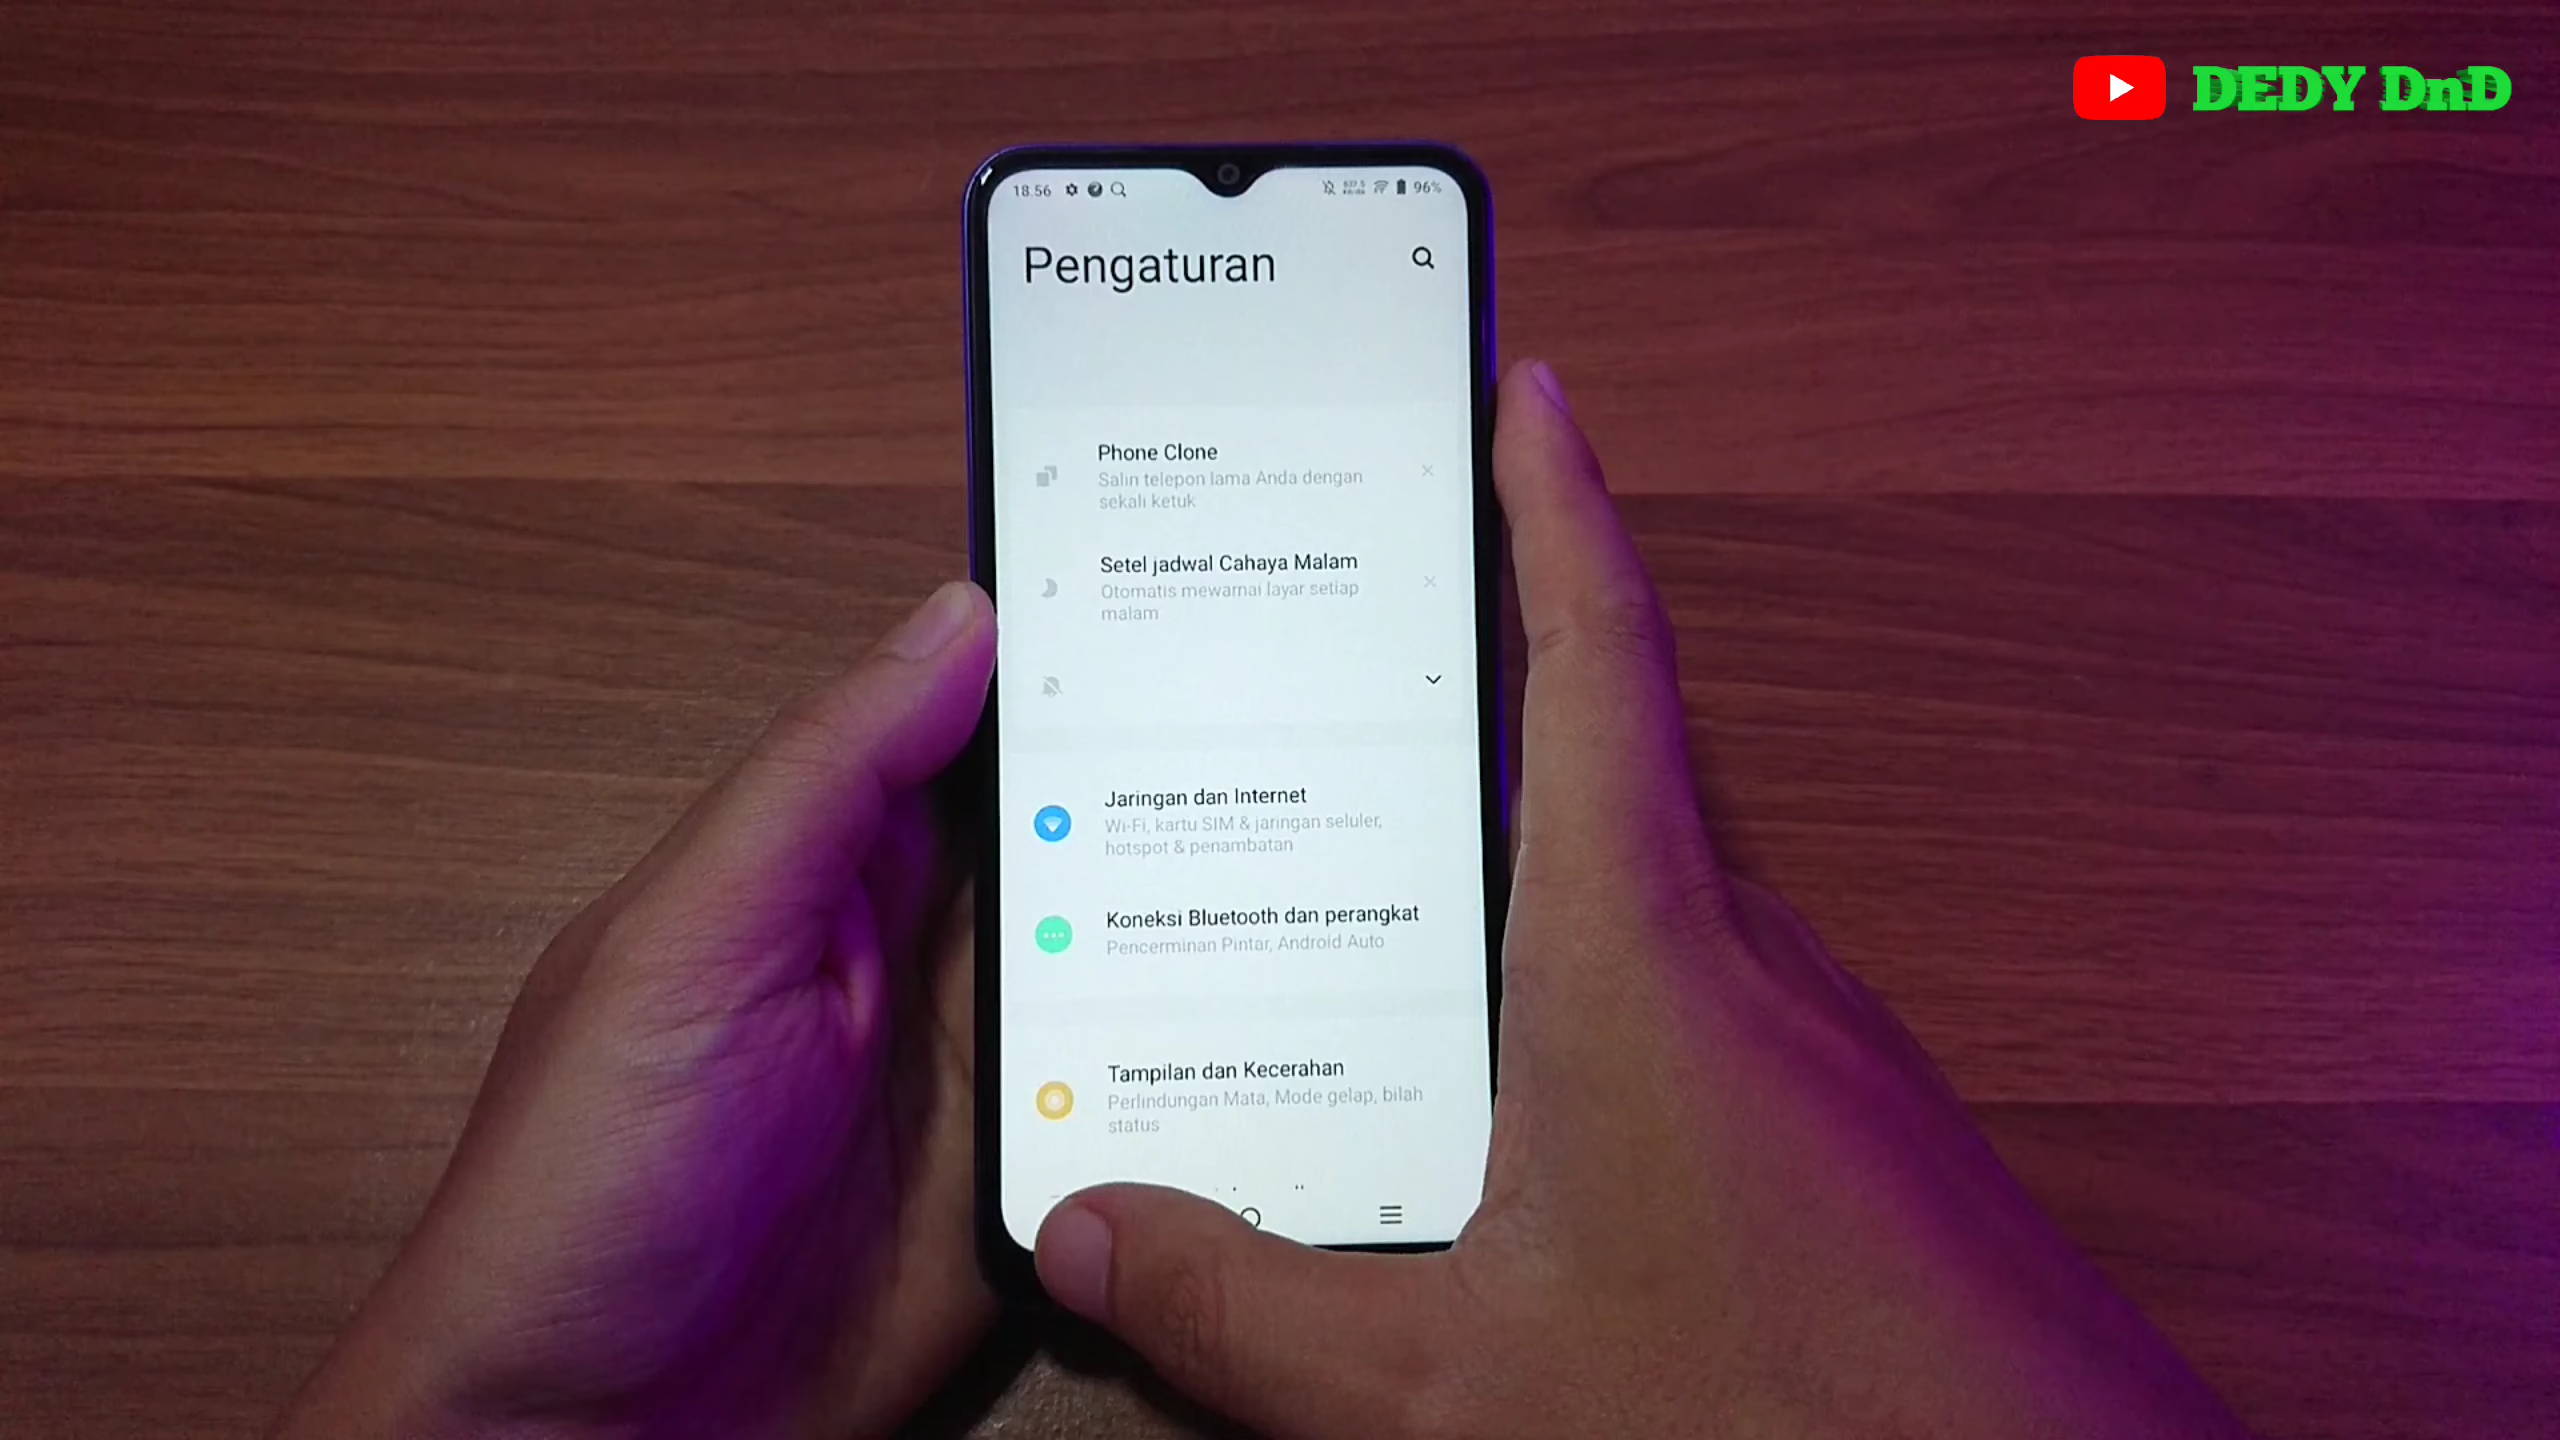 DEDY DnD
18.56
96%
Pengaturan
Phone Clone
Salin telepon lama Anda dengan
sekali ketuk
Setel jadwal Cahaya Malam
Otomatis mewarnai layar setiap
malam
Jaringan dan Internet
Wi-Fi, kartu SIM & jaringan seluler,
hotspot & penambatan
Koneksi Bluetooth dan perangkat
Pencerminan Pintar, Android Auto
Tampilan dan Kecerahan
Perlindungan Mata, Mode gelap, bilah
status